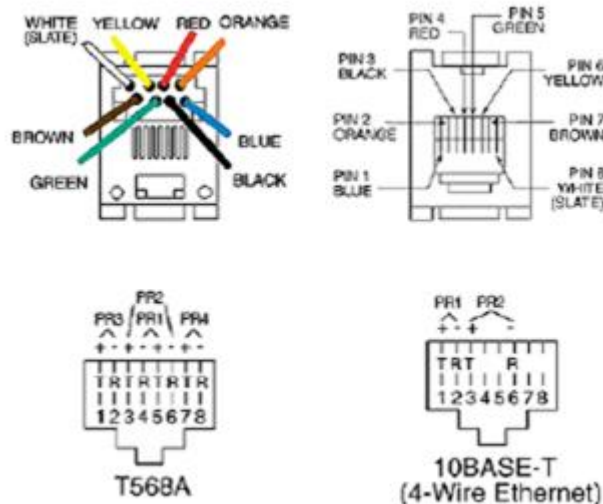 WHITE
(SLATE)
YELLOW
RED
ORANGE
BROWN
GREEN
BLUE
BLACK
PIN 4
RED
PIN 5
GREEN
PIN 3
BLACK
PIN 6
YELLOW
PIN 2
ORANGE
PIN 7
BROWN
PIN 1
BLUE
PIN 8
WHITE
(SLATE)
PR2
PR3 PR1 PR4
+ - + - + - + -
T R T R T R T R
1 2 3 4 5 6 7 8
T568A
PR1 PR2
+ - + -
T R T R
1 2 3 4 5 6 7 8
10BASE-T
(4-Wire Ethernet)